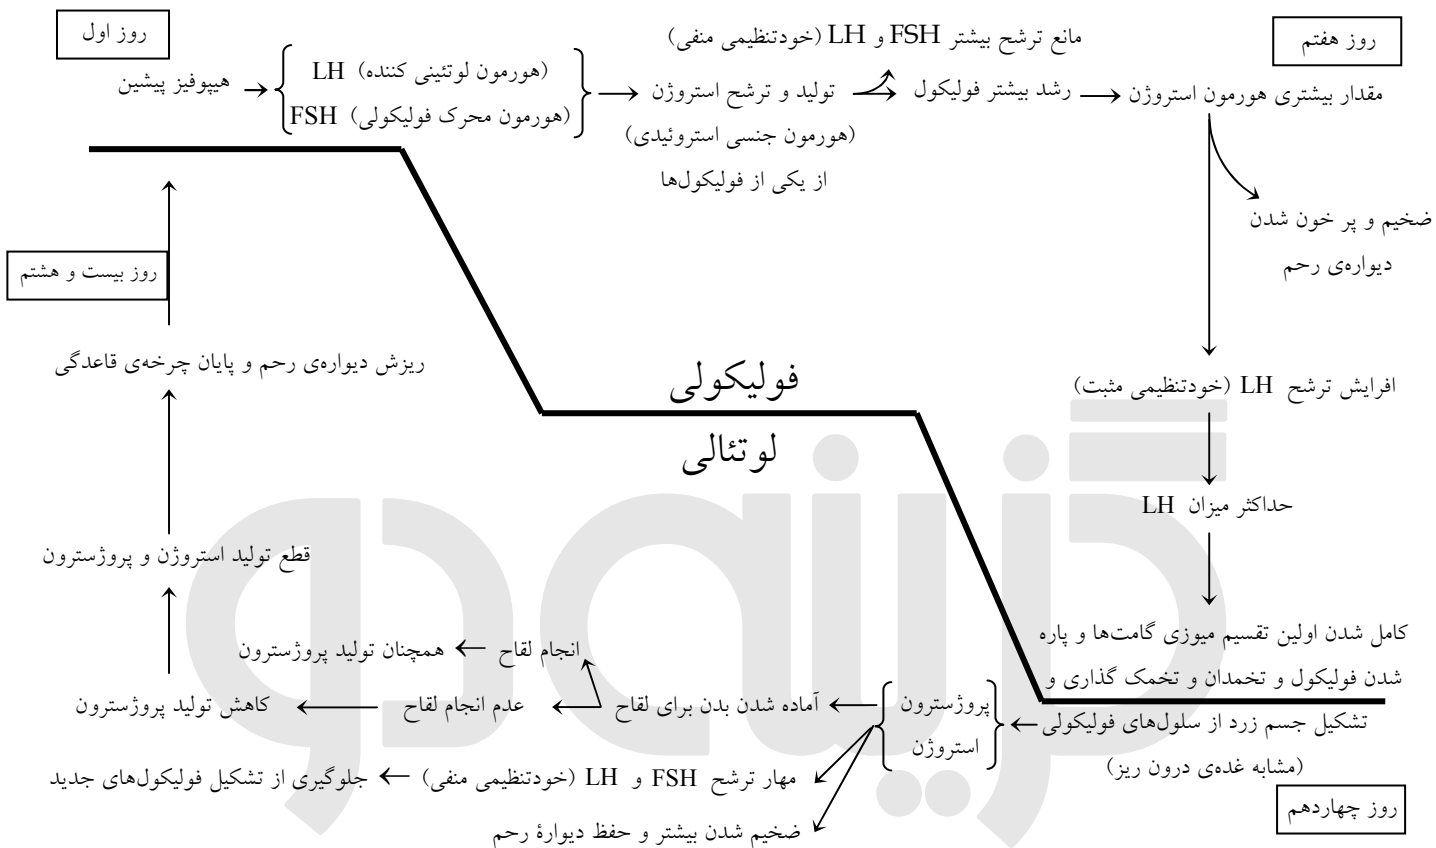 روز اول
هیپوفیز پیشین
(هورمون لوتئینی کننده) LH
(هورمون محرک فولیکولی) FSH
تولید و ترشح استروژن
(هورمون جنسی استروئیدی)
از یکی از فولیکول‌ها
مانع ترشح بیشتر FSH و LH (خودتنظیمی منفی)
رشد بیشتر فولیکول
روز هفتم
مقدار بیشتری هورمون استروژن
ضخیم و پر خون شدن
دیواره‌ی رحم
افرایش ترشح LH (خودتنظیمی مثبت)
حداکثر میزان LH
کامل شدن اولین تقسیم میوزی گامت‌ها و پاره
شدن فولیکول و تخمدان و تخمک گذاری و
تشکیل جسم زرد از سلول‌های فولیکولی
(مشابه غده‌ی درون ریز)
روز چهاردهم
فولیکولی
لوتئالی
پروژسترون
استروژن
آماده شدن بدن برای لقاح
انجام لقاح
همچنان تولید پروژسترون
عدم انجام لقاح
کاهش تولید پروژسترون
مهار ترشح FSH و LH (خودتنظیمی منفی)
جلوگیری از تشکیل فولیکول‌های جدید
ضخیم شدن بیشتر و حفظ دیوارهٔ رحم
قطع تولید استروژن و پروژسترون
ریزش دیواره‌ی رحم و پایان چرخه‌ی قاعدگی
روز بیست و هشتم
گزینه دو